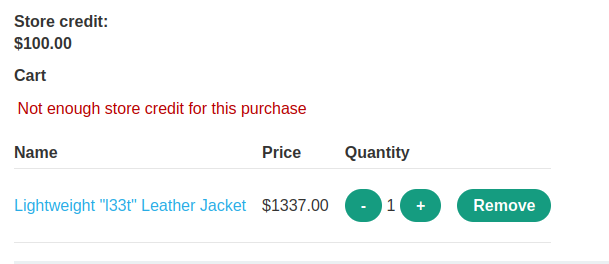 Store credit:
$100.00
Cart
Not enough store credit for this purchase
Name Price Quantity
Lightweight "l33t" Leather Jacket $1337.00 - 1 + Remove